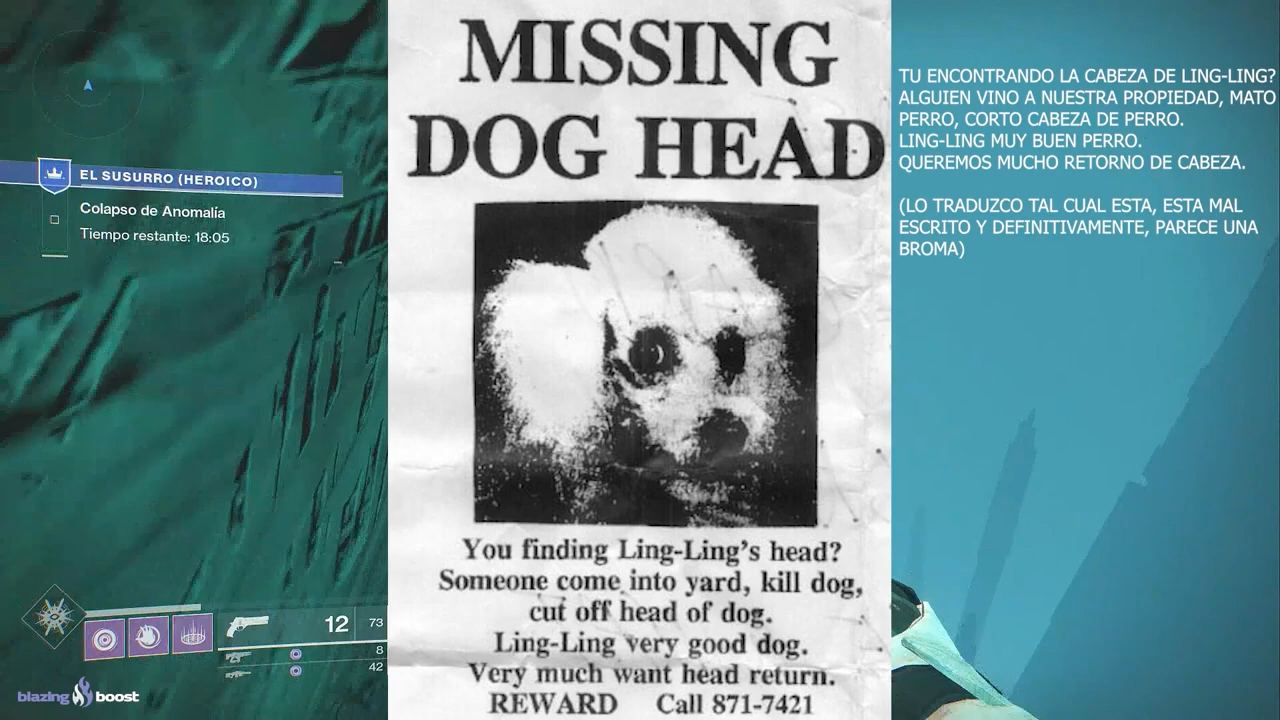 EL SUSURRO (HEROICO)
Colapso de Anomalía
Tiempo restante: 18:05
12
73
8
42
blazing boost
MISSING
DOG HEAD
You finding Ling-Ling's head?
Someone come into yard, kill dog,
cut off head of dog.
Ling-Ling very good dog.
Very much want head return.
REWARD Call 871-7421
TU ENCONTRANDO LA CABEZA DE LING-LING?
ALGUIEN VINO A NUESTRA PROPIEDAD, MATO
PERRO, CORTO CABEZA DE PERRO.
LING-LING MUY BUEN PERRO.
QUEREMOS MUCHO RETORNO DE CABEZA.
(LO TRADUZCO TAL CUAL ESTA, ESTA MAL
ESCRITO Y DEFINITIVAMENTE, PARECE UNA
BROMA)